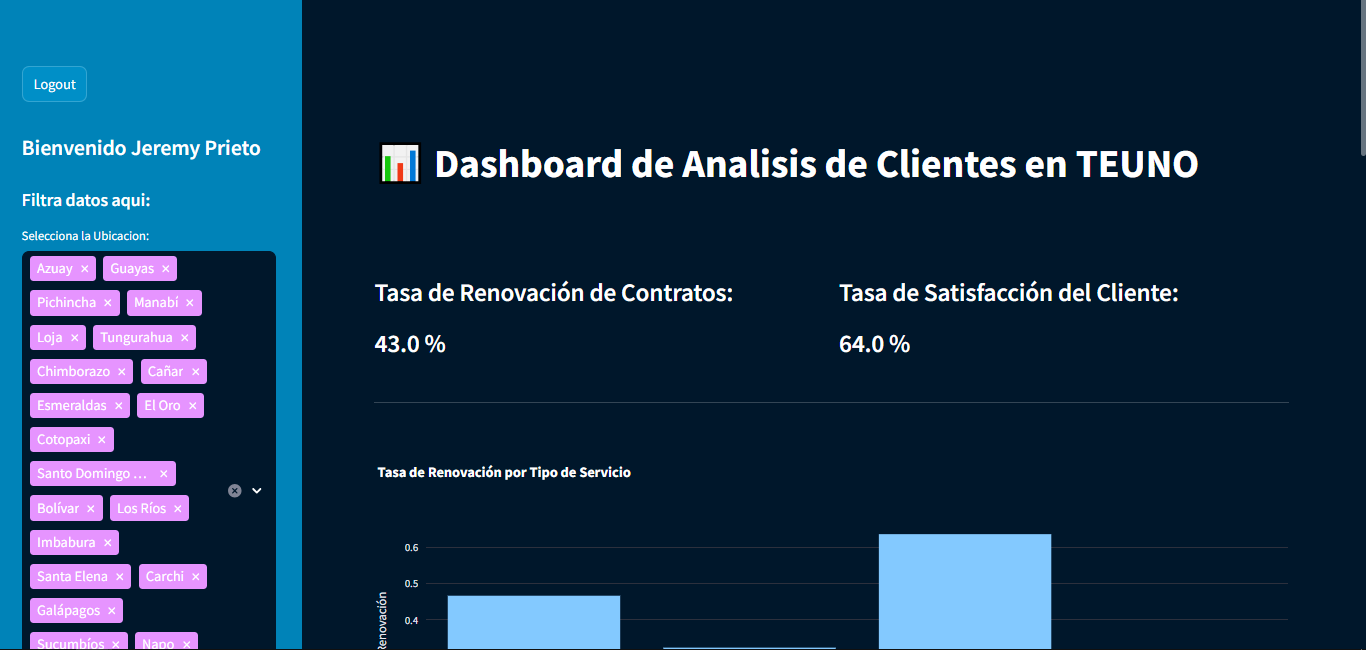 Logout
Bienvenido Jeremy Prieto
Filtra datos aqui:
Selecciona la Ubicacion:
Azuay × Guayas ×
Pichincha × Manabí ×
Loja × Tungurahua ×
Chimborazo × Cañar ×
Esmeraldas × El Oro ×
Cotopaxi ×
Santo Domingo ... ×
Bolívar × Los Ríos ×
Imbabura ×
Santa Elena × Carchi ×
Galápagos ×
Sucumbíos × Napo ×
Dashboard de Analisis de Clientes en TEUNO
Tasa de Renovación de Contratos:
43.0 %
Tasa de Satisfacción del Cliente:
64.0 %
Tasa de Renovación por Tipo de Servicio
0.6
0.5
0.4
Renovación